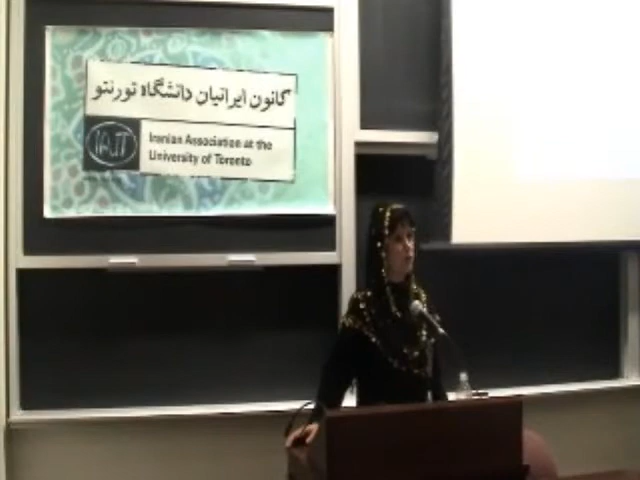 کانون ایرانیان دانشگاه تورنتو
IAUT
Iranian Association at the
University of Toronto